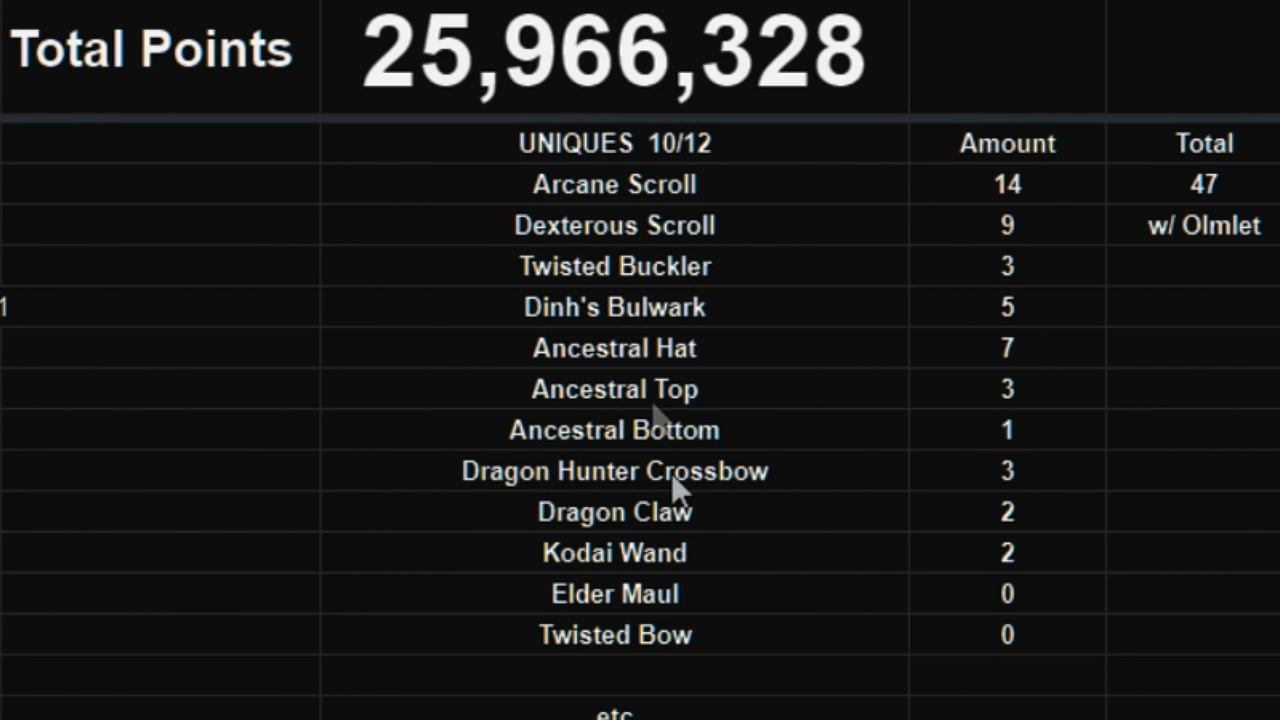 Total Points 25,966,328
UNIQUES 10/12 Amount Total
Arcane Scroll 14 47
Dexterous Scroll 9 w/ Olmlet
Twisted Buckler 3
1 Dinh's Bulwark 5
Ancestral Hat 7
Ancestral Top 3
Ancestral Bottom 1
Dragon Hunter Crossbow 3
Dragon Claw 2
Kodai Wand 2
Elder Maul 0
Twisted Bow 0
etc